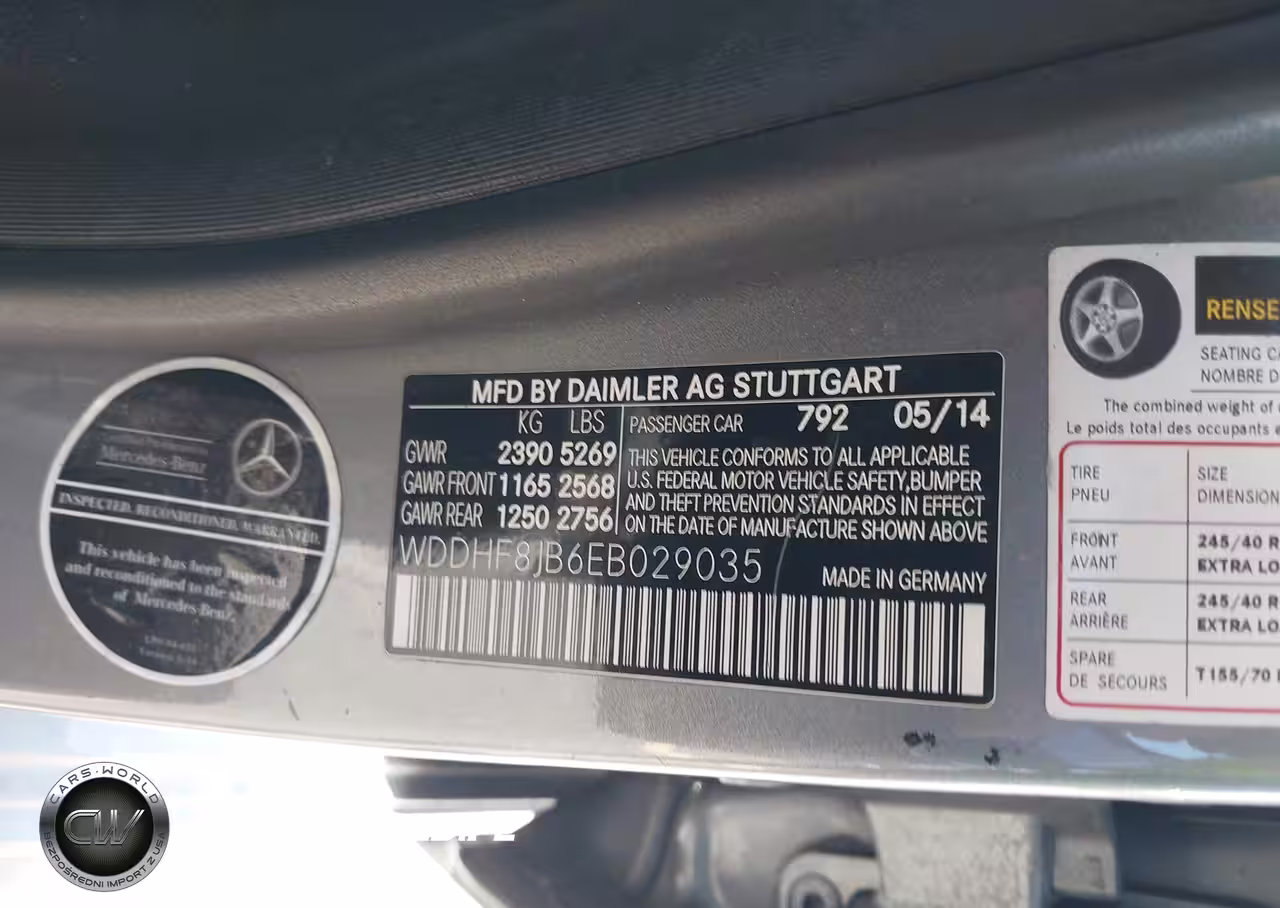 MFD BY DAIMLER AG STUTTGART
KG LBS
PASSENGER CAR 792 05/14
GVWR 2390 5269
GAWR FRONT 1165 2568
GAWR REAR 1250 2756
THIS VEHICLE CONFORMS TO ALL APPLICABLE
U.S. FEDERAL MOTOR VEHICLE SAFETY,BUMPER
AND THEFT PREVENTION STANDARDS IN EFFECT
ON THE DATE OF MANUFACTURE SHOWN ABOVE
WDDHF8JB6EB029035
MADE IN GERMANY
Mercedes-Benz
INSPECTED. RECONDITIONED. WARRANTED.
This vehicle has been inspected
and reconditioned to the standards
of Mercedes-Benz.
RENSE
SEATING CA
NOMBRE D
The combined weight of
Le poids total des occupants e
TIRE SIZE
PNEU DIMENSION
FRONT 245/40 R
AVANT EXTRA LO
REAR 245/40 R
ARRIÈRE EXTRA LO
SPARE
DE SECOURS T155/70
CARS·WORLD
CW
BEZPOŚREDNI IMPORT Z USA